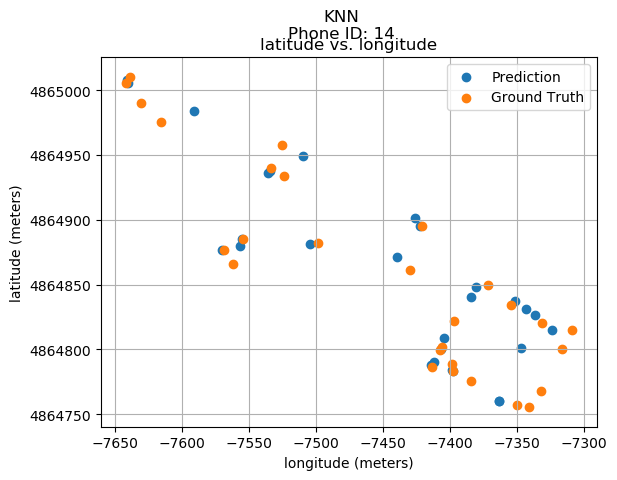 KNN
Phone ID: 14
latitude vs. longitude
Prediction
Ground Truth
4865000
4864950
4864900
4864850
4864800
4864750
latitude (meters)
−7650 −7600 −7550 −7500 −7450 −7400 −7350 −7300
longitude (meters)